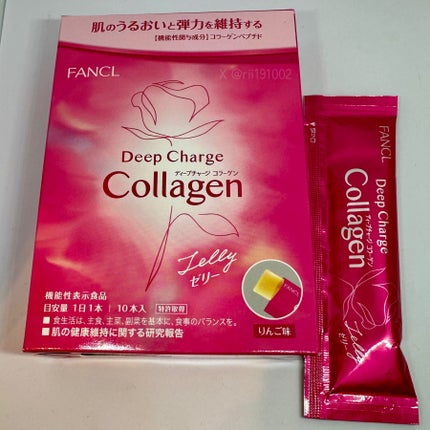 肌のうるおいと弾力を維持する
【機能性関与成分】コラーゲンペプチド
FANCL
X @rii191002
Deep Charge
ディープチャージ コラーゲン
Collagen
Jelly
ゼリー
FANCL
りんご味
機能性表示食品
目安量 1日1本 10本入 特許取得
■ 食生活は、主食、主菜、副菜を基本に、食事のバランスを。
■ 肌の健康維持に関する研究報告
FANCL
Deep Charge
ディープチャージ コラーゲン
Collagen
Jelly
ゼリー